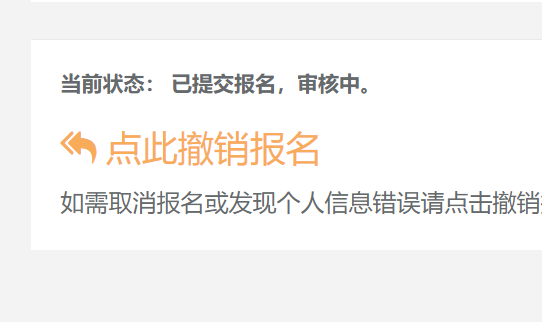 当前状态： 已提交报名，审核中。
点此撤销报名
如需取消报名或发现个人信息错误请点击撤销